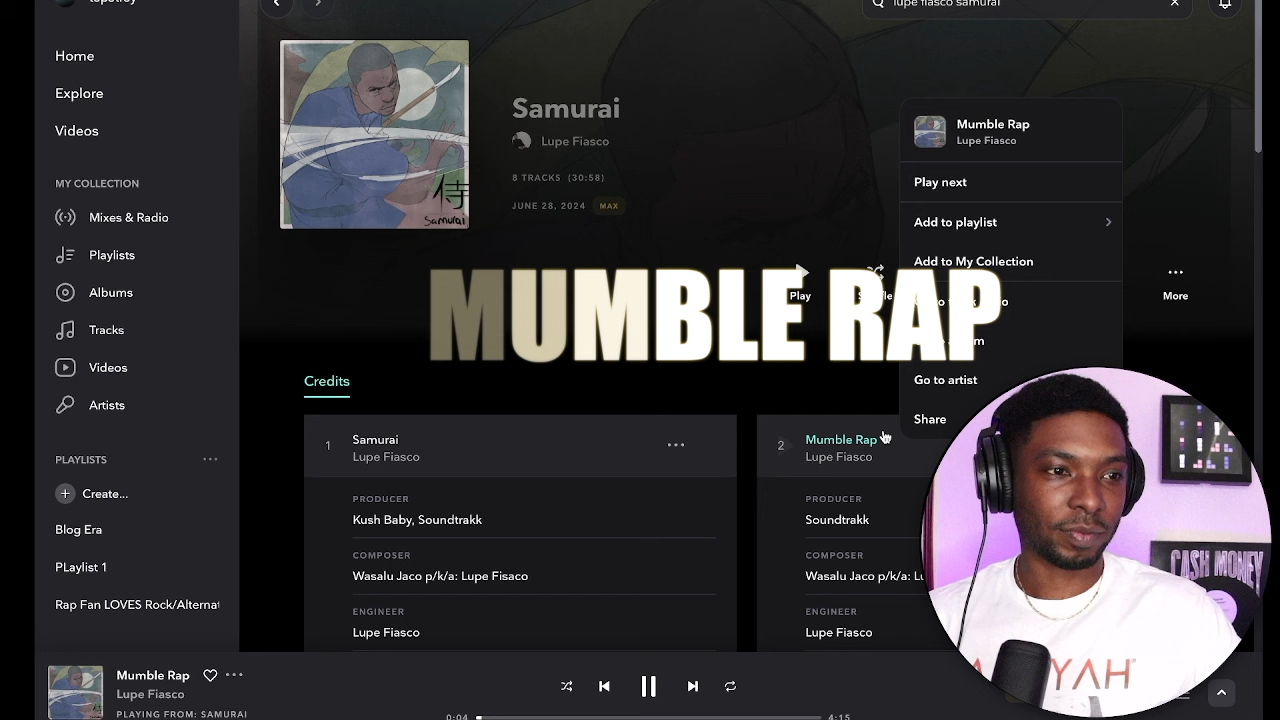 lupe fiasco samurai
Home
Explore
Videos
MY COLLECTION
Mixes & Radio
Playlists
Albums
Tracks
Videos
Artists
PLAYLISTS
Create...
Blog Era
PLaylist 1
Rap Fan LOVES Rock/Alternat
侍
Samurai
Samurai
Lupe Fiasco
8 TRACKS (30:58)
JUNE 28, 2024 MAX
Play
More
Mumble Rap
Lupe Fiasco
Play next
Add to playlist
Add to My Collection
Go to artist
Share
MUMBLE RAP
Credits
1 Samurai
Lupe Fiasco
PRODUCER
Kush Baby, Soundtrakk
COMPOSER
Wasalu Jaco p/k/a: Lupe Fisaco
ENGINEER
Lupe Fiasco
2 Mumble Rap
Lupe Fiasco
PRODUCER
Soundtrakk
COMPOSER
Wasalu Jaco p/k/a: Lu
ENGINEER
Lupe Fiasco
CASH MONEY
Mumble Rap
Lupe Fiasco
PLAYING FROM: SAMURAI
0:04
4:15